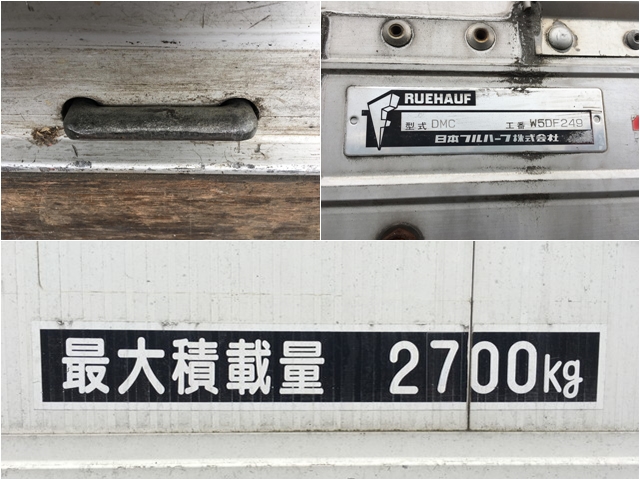 RUEHAUF
型式 DMC 工番 W5DF249
日本フルハーフ株式会社
最大積載量 2700kg